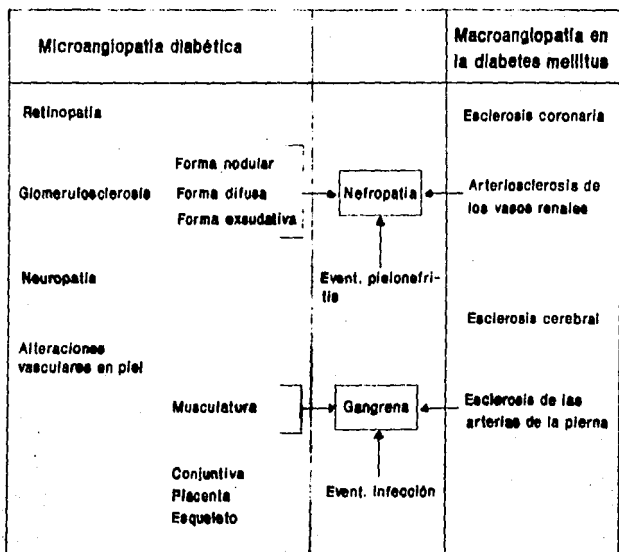 Microangiopatía diabética
Macroangiopatía en
la diabetes mellitus
Retinopatía
Esclerosis coronaria
Forma nodular
Glomerulosclerosis
Forma difusa
Forma exsudativa
Nefropatía
Arteriosclerosis de
los vasos renales
Neuropatía
Event. pielonefri-
tis
Esclerosis cerebral
Alteraciones
vasculares en piel
Musculatura
Gangrena
Esclerosis de las
arterias de la pierna
Conjuntiva
Placenta
Esqueleto
Event. infección